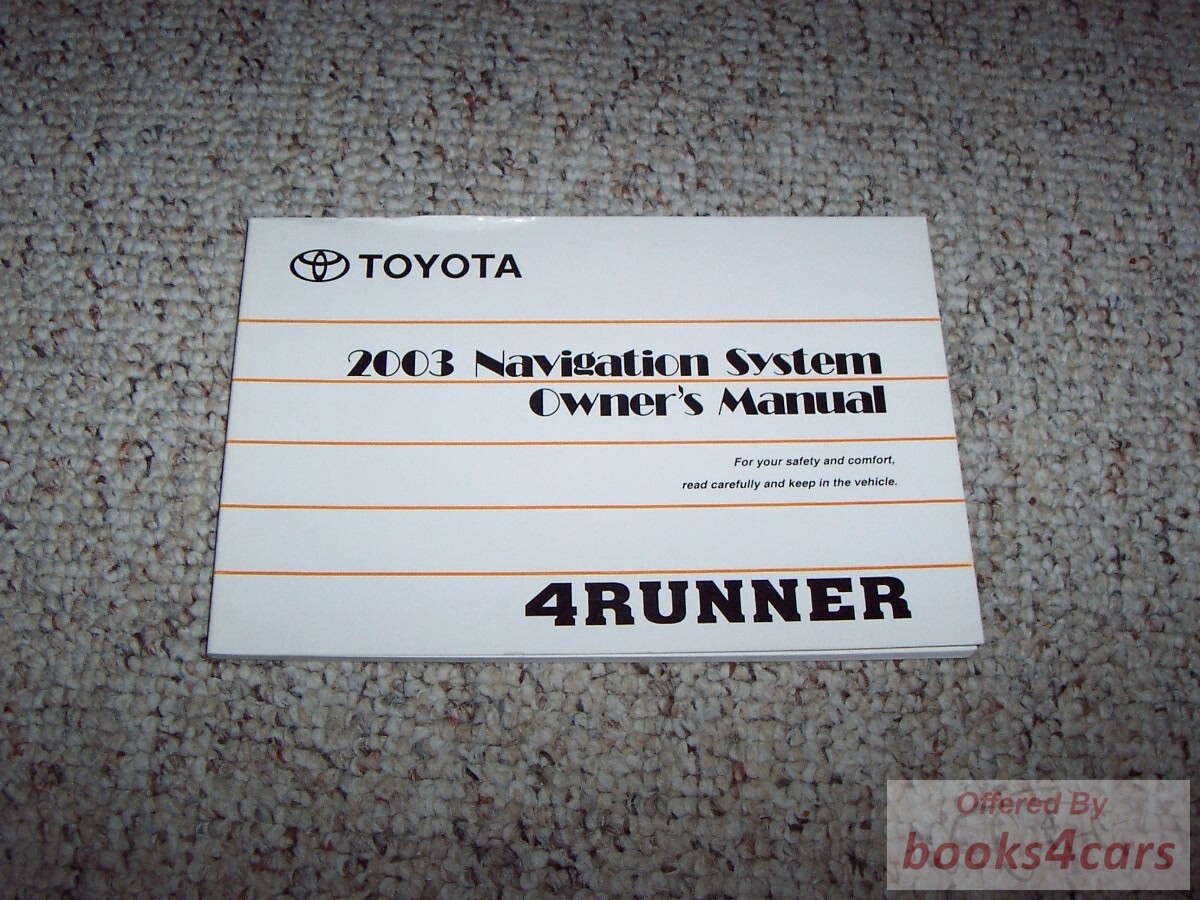 TOYOTA
2003 Navigation System
Owner's Manual
For your safety and comfort,
read carefully and keep in the vehicle.
4RUNNER
Offered By
books4cars